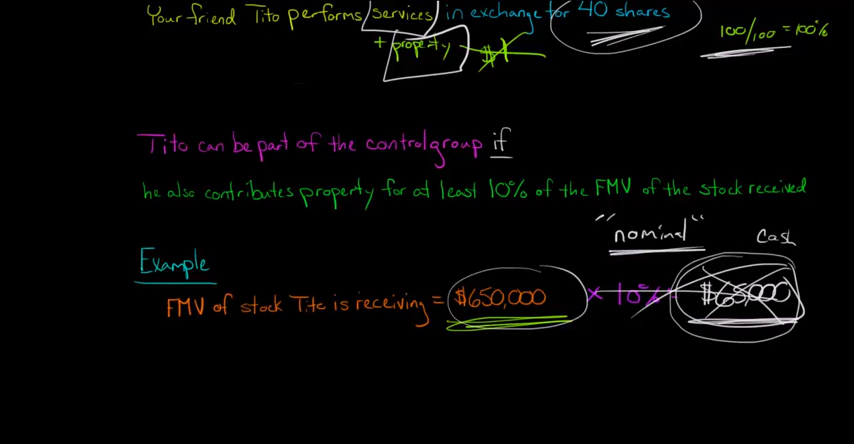 Your friend Tito performs services in exchange for 40 shares
+ property $1
100/100 = 100%
Tito can be part of the control group if
he also contributes property for at least 10% of the FMV of the stock received
"nominal" Cash
Example
FMV of stock Tito is receiving = $650,000 × 10% $65,000